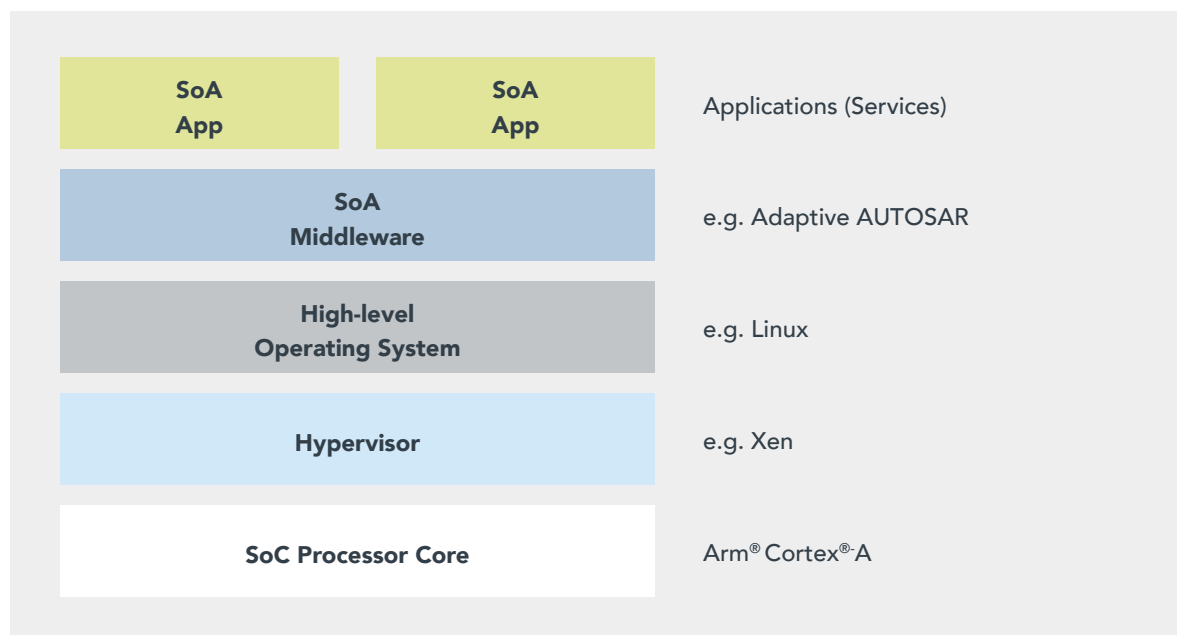 SoA
App
SoA
App
Applications (Services)
SoA
Middleware
e.g. Adaptive AUTOSAR
High-level
Operating System
e.g. Linux
Hypervisor
e.g. Xen
SoC Processor Core
Arm® Cortex®-A